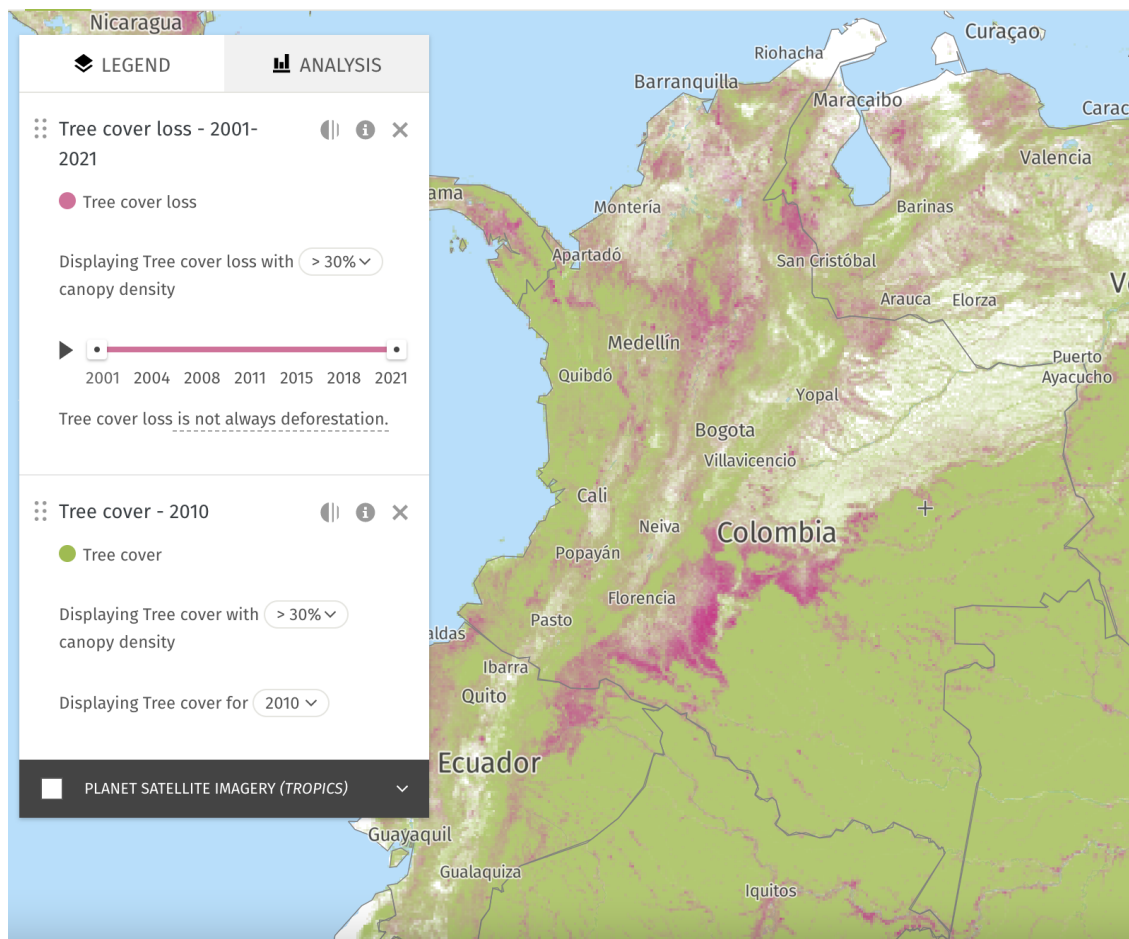 Nicaragua
LEGEND
ANALYSIS
Tree cover loss - 2001-
2021
Tree cover loss
Displaying Tree cover loss with > 30%
canopy density
2001 2004 2008 2011 2015 2018 2021
Tree cover loss is not always deforestation.
Tree cover - 2010
Tree cover
Displaying Tree cover with > 30%
canopy density
Displaying Tree cover for 2010
PLANET SATELLITE IMAGERY (TROPICS)
Curaçao
Riohacha
Barranquilla
Maracaibo
Carac
Valencia
ama
Montería
Barinas
Apartadó
San Cristóbal
V
Arauca
Elorza
Medellín
Puerto
Ayacucho
Quibdó
Yopal
Bogota
Villavicencio
Cali
Neiva
Colombia
Popayán
Florencia
Pasto
aldas
Ibarra
Quito
Ecuador
Guayaquil
Gualaquiza
Iquitos